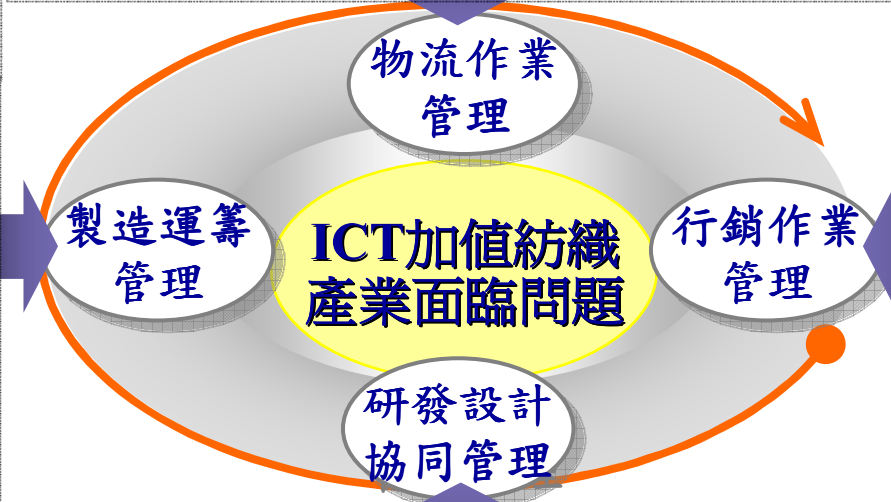 物流作業
管理
製造運籌
管理
ICT加值紡織
產業面臨問題
行銷作業
管理
研發設計
協同管理